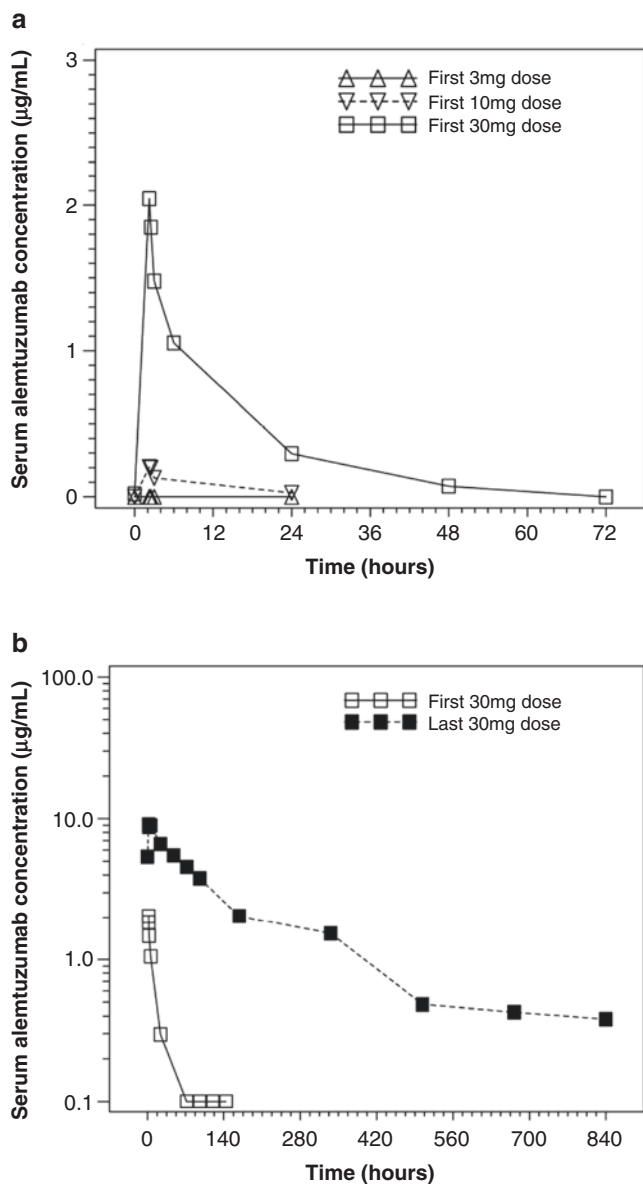 a
Serum alemtuzumab concentration (μg/mL)
3
2
1
0
First 3mg dose
First 10mg dose
First 30mg dose
0 12 24 36 48 60 72
Time (hours)
b
Serum alemtuzumab concentration (μg/mL)
100.0
10.0
1.0
0.1
First 30mg dose
Last 30mg dose
0 140 280 420 560 700 840
Time (hours)